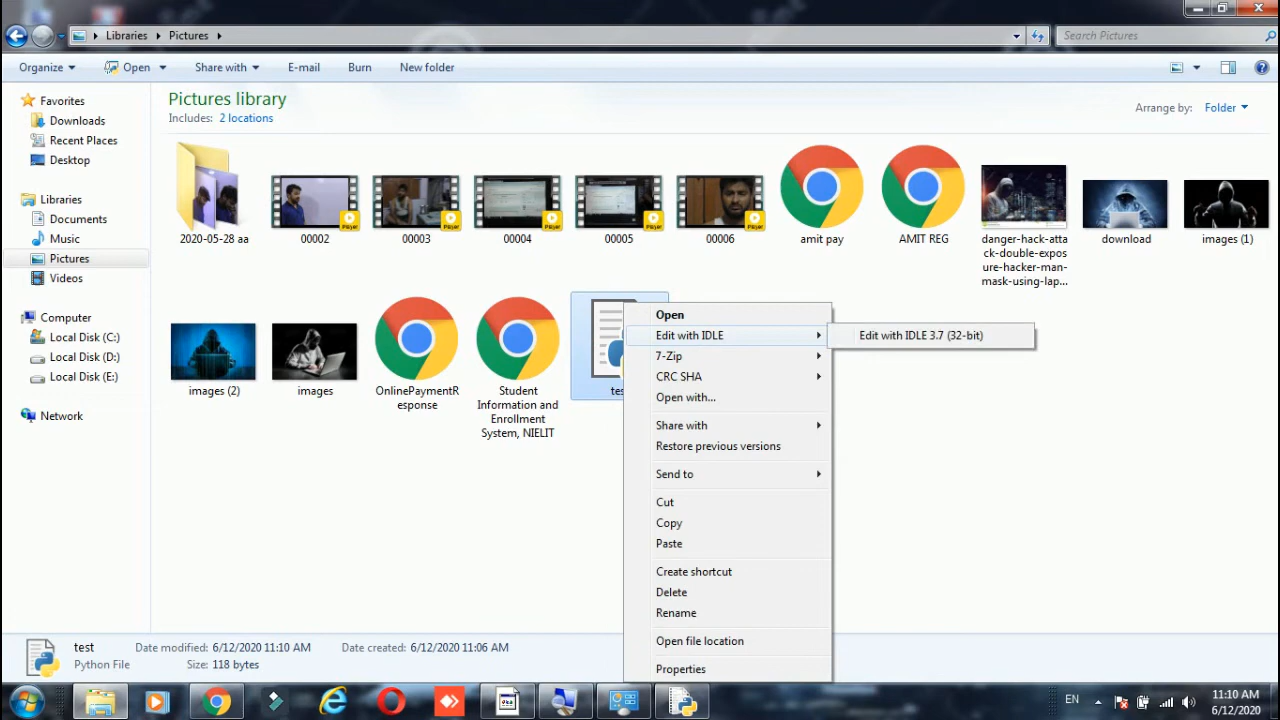 Libraries
Pictures
Search Pictures
Organize
Open
Share with
E-mail
Burn
New folder
Favorites
Downloads
Recent Places
Desktop
Libraries
Documents
Music
Pictures
Videos
Computer
Local Disk (C:)
Local Disk (D:)
Local Disk (E:)
Network
Pictures library
Includes: 2 locations
Arrange by: Folder
2020-05-28 aa
00002
00003
00004
00005
00006
amit pay
AMIT REG
danger-hack-atta
ck-double-expos
ure-hacker-man-
mask-using-lap...
download
images (1)
images (2)
images
OnlinePaymentR
esponse
Student
Information and
Enrollment
System, NIELIT
Open
Edit with IDLE
Edit with IDLE 3.7 (32-bit)
7-Zip
CRC SHA
Open with...
Share with
Restore previous versions
Send to
Cut
Copy
Paste
Create shortcut
Delete
Rename
Open file location
Properties
test
Date modified: 6/12/2020 11:10 AM
Date created: 6/12/2020 11:06 AM
Python File
Size: 118 bytes
EN
11:10 AM
6/12/2020